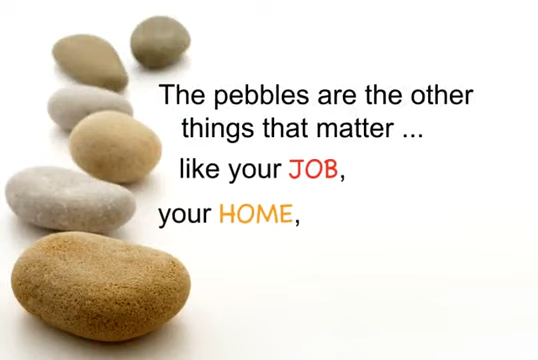 The pebbles are the other
things that matter ...
like your JOB,
your HOME,